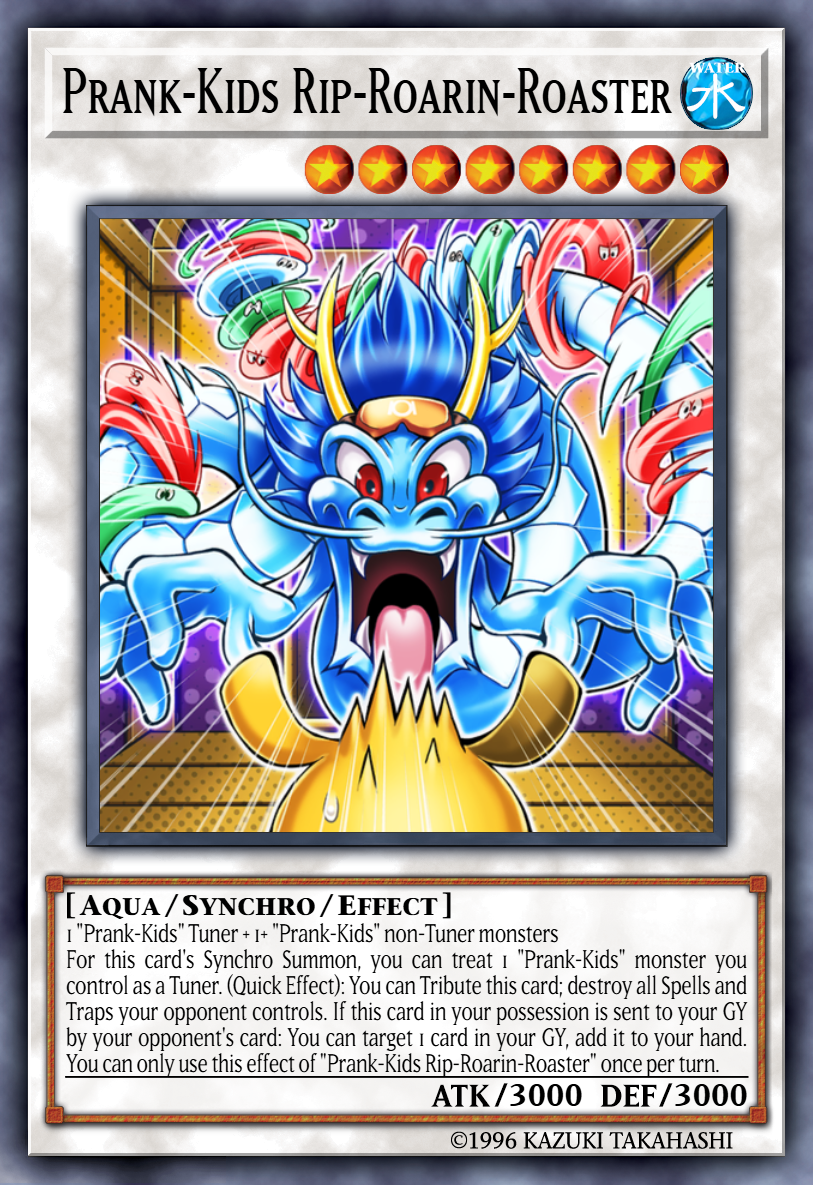 Prank-Kids Rip-Roarin-Roaster
WATER
水
[ Aqua / Synchro / Effect ]
1 "Prank-Kids" Tuner + 1+ "Prank-Kids" non-Tuner monsters
For this card's Synchro Summon, you can treat 1 "Prank-Kids" monster you
control as a Tuner. (Quick Effect): You can Tribute this card; destroy all Spells and
Traps your opponent controls. If this card in your possession is sent to your GY
by your opponent's card: You can target 1 card in your GY, add it to your hand.
You can only use this effect of "Prank-Kids Rip-Roarin-Roaster" once per turn.
ATK/3000 DEF/3000
©1996 KAZUKI TAKAHASHI